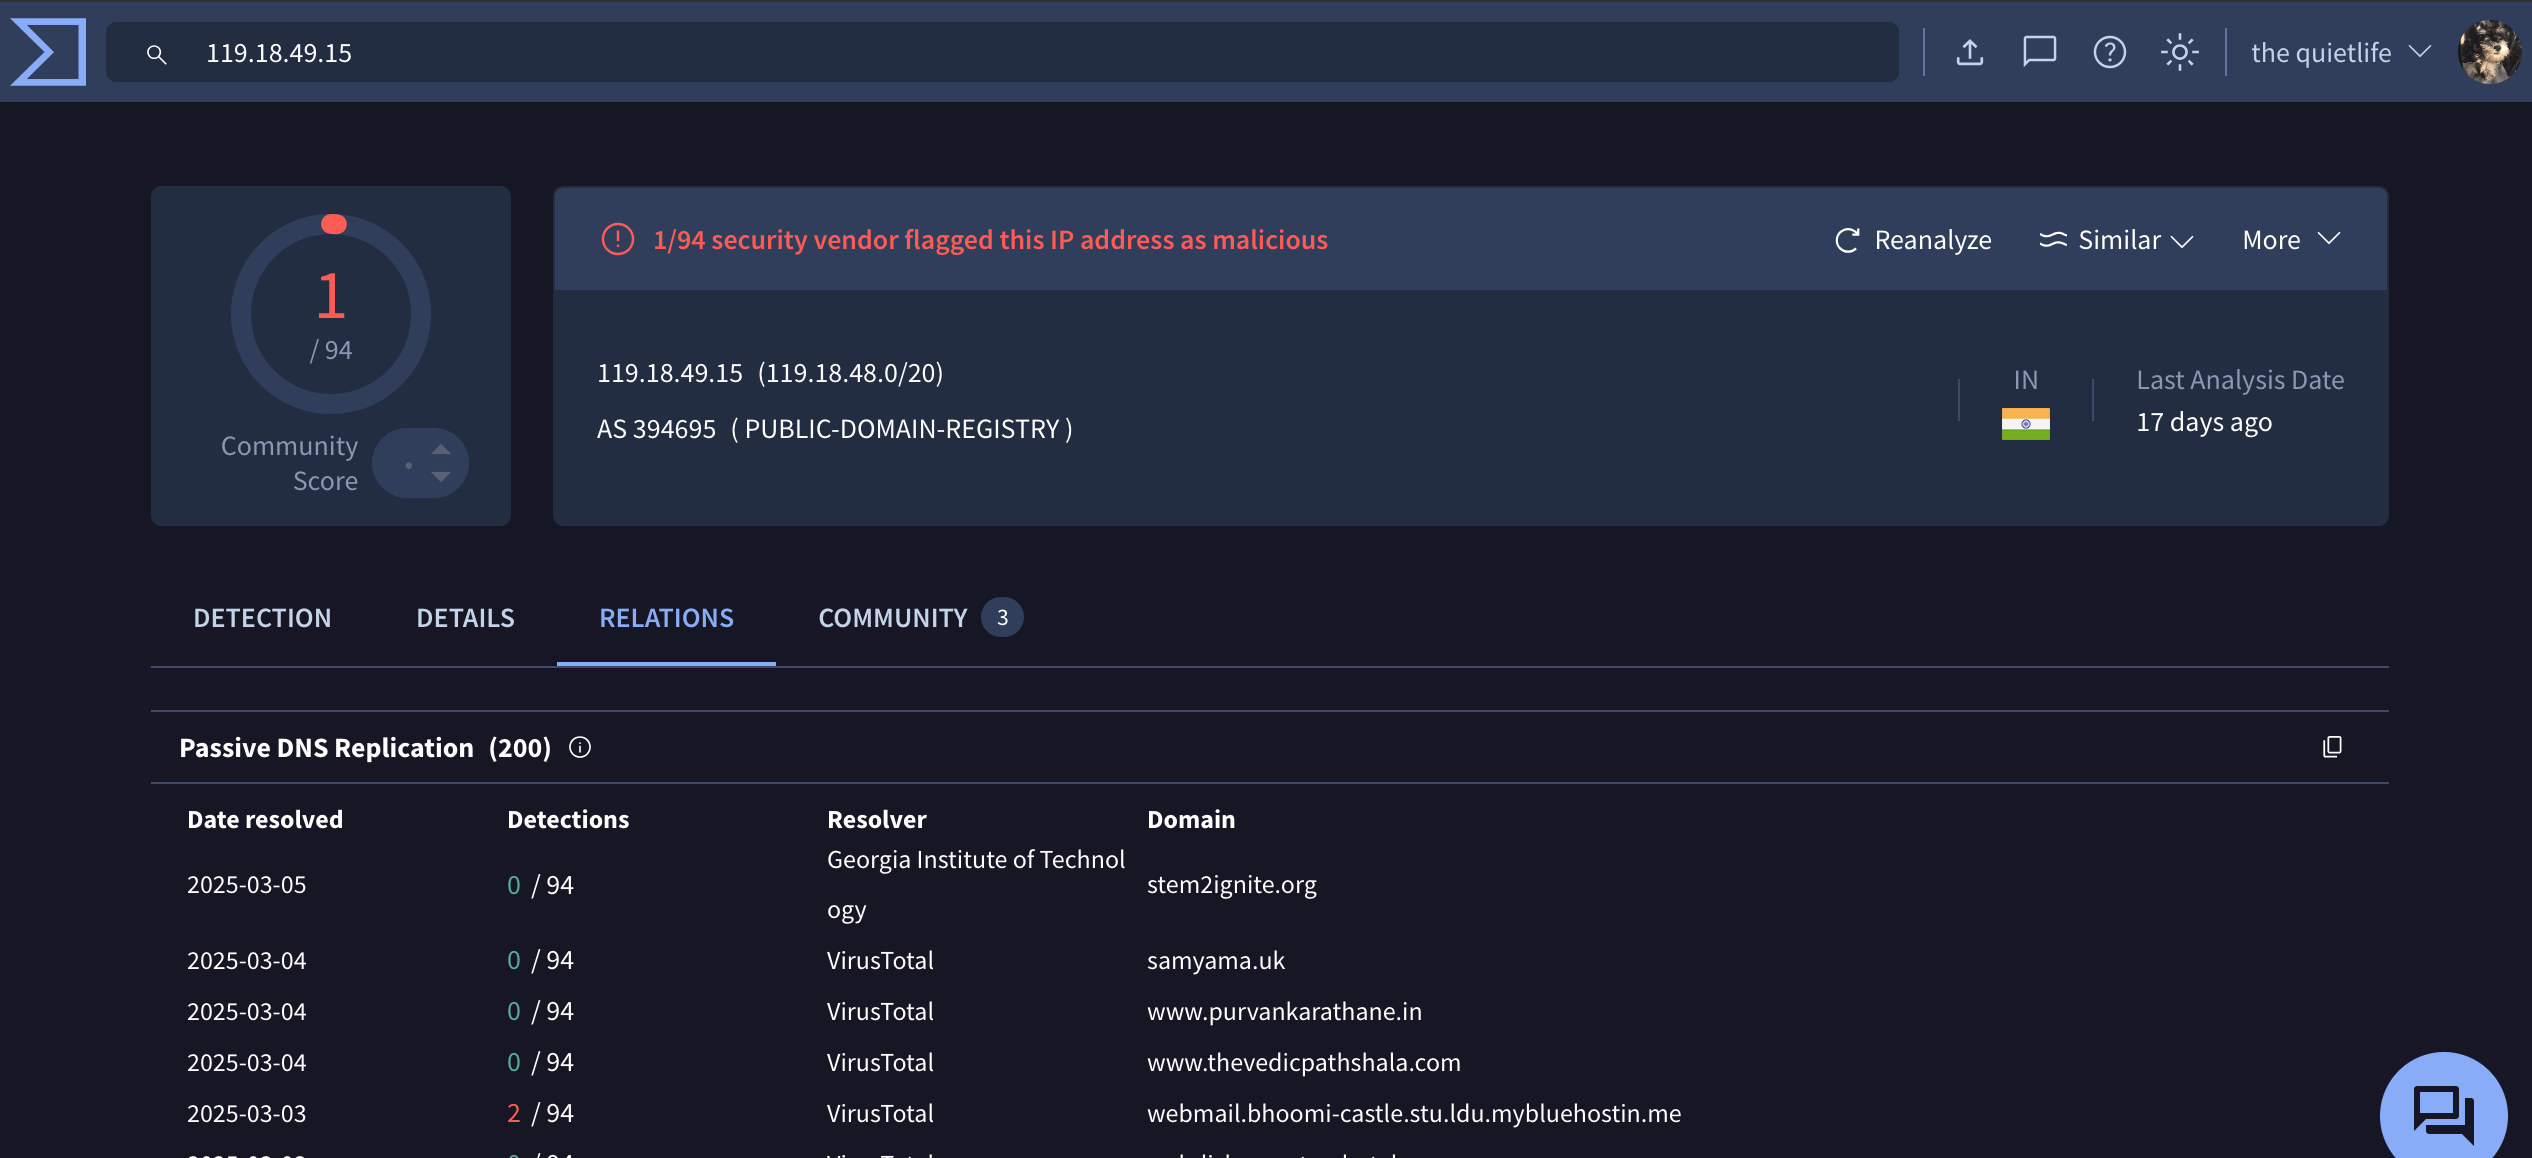 119.18.49.15
the quietlife
1
/ 94
Community
Score
1/94 security vendor flagged this IP address as malicious
Reanalyze
Similar
More
119.18.49.15 (119.18.48.0/20)
AS 394695 ( PUBLIC-DOMAIN-REGISTRY )
IN
Last Analysis Date
17 days ago
DETECTION DETAILS RELATIONS COMMUNITY 3
Passive DNS Replication (200)
Date resolved Detections Resolver Domain
2025-03-05 0 / 94 Georgia Institute of Technol
ogy stem2ignite.org
2025-03-04 0 / 94 VirusTotal samyama.uk
2025-03-04 0 / 94 VirusTotal www.purvankarathane.in
2025-03-04 0 / 94 VirusTotal www.thevedicpathshala.com
2025-03-03 2 / 94 VirusTotal webmail.bhoomi-castle.stu.ldu.mybluehostin.me